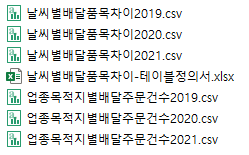 날씨별배달품목차이2019.csv
날씨별배달품목차이2020.csv
날씨별배달품목차이2021.csv
날씨별배달품목차이-테이블정의서.xlsx
업종목적지별배달주문건수2019.csv
업종목적지별배달주문건수2020.csv
업종목적지별배달주문건수2021.csv